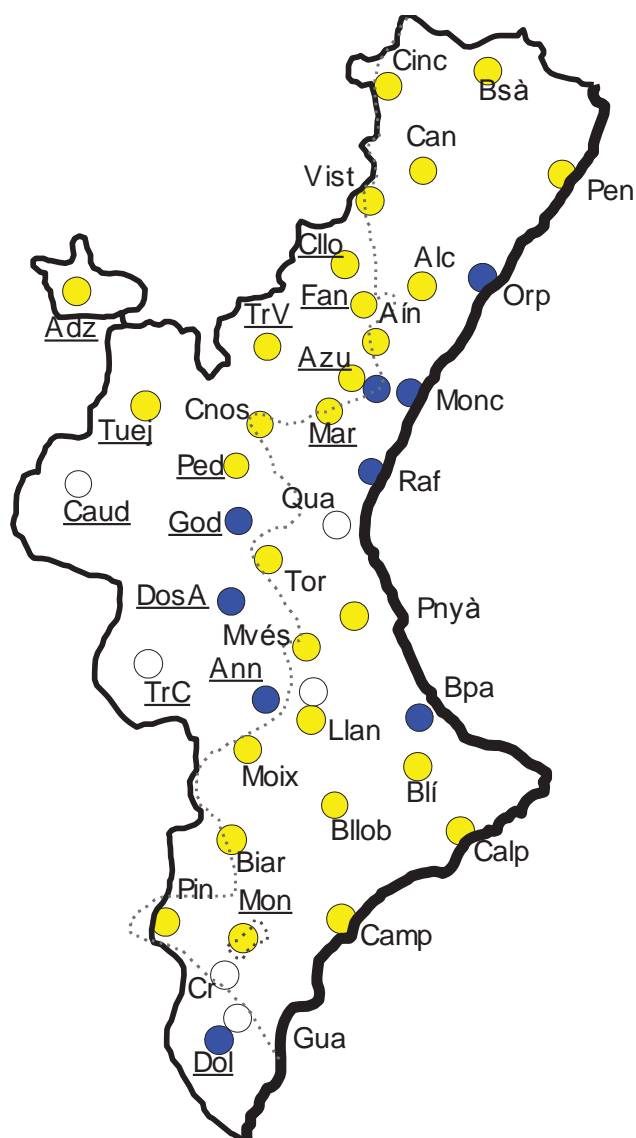 Cinc
Bsà
Can
Vist
Pen
Cllo
Alc
Fan
Orp
Adz
TrV
Aín
Azu
Monc
Cnos
Mar
Tuej
Ped
Raf
Caud
Qua
God
Tor
DosA
Pnyà
Mvés
Ann
TrC
Bpa
Llan
Moix
Blí
Bllob
Calp
Biar
Pin
Mon
Camp
Cr
Gua
Dol